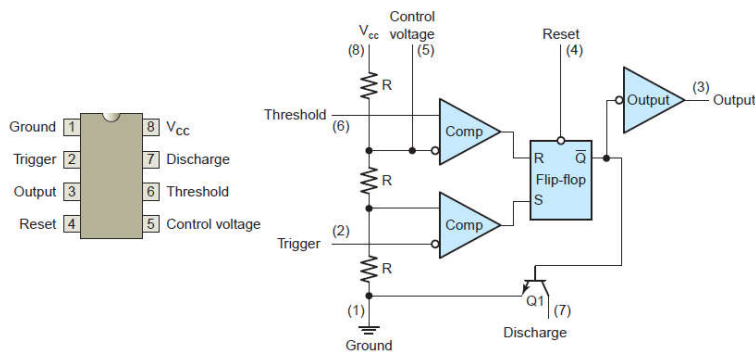 Ground 1 8 Vcc
Trigger 2 7 Discharge
Output 3 6 Threshold
Reset 4 5 Control voltage
Control
voltage
Vcc
(8) (5)
Reset
(4)
R
Threshold
(6)
Comp
(3)
Output Output
R Q̅
Flip-flop
S
R
Comp
Trigger (2)
R
(1)
Q1 (7)
Discharge
Ground